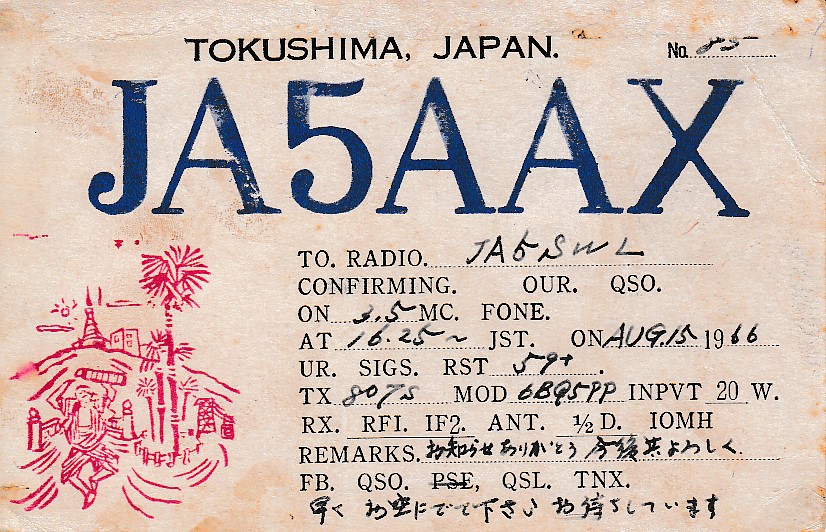 TOKUSHIMA, JAPAN. No. 85
JA5AAX
TO. RADIO. JA5SWL
CONFIRMING. OUR. QSO.
ON 3.5 MC. FONE.
AT 16.25~ JST. ON AUG.15 1966
UR. SIGS. RST 59+ .
TX 807S MOD 6BQ5PP INPVT 20 W.
RX. RFI. IF2. ANT. ½ D. IOMH
REMARKS. お知らせありがとう 今後共よろしく
FB. QSO. PSE, QSL. TNX.
早く お空にでて下さい お待ちしています